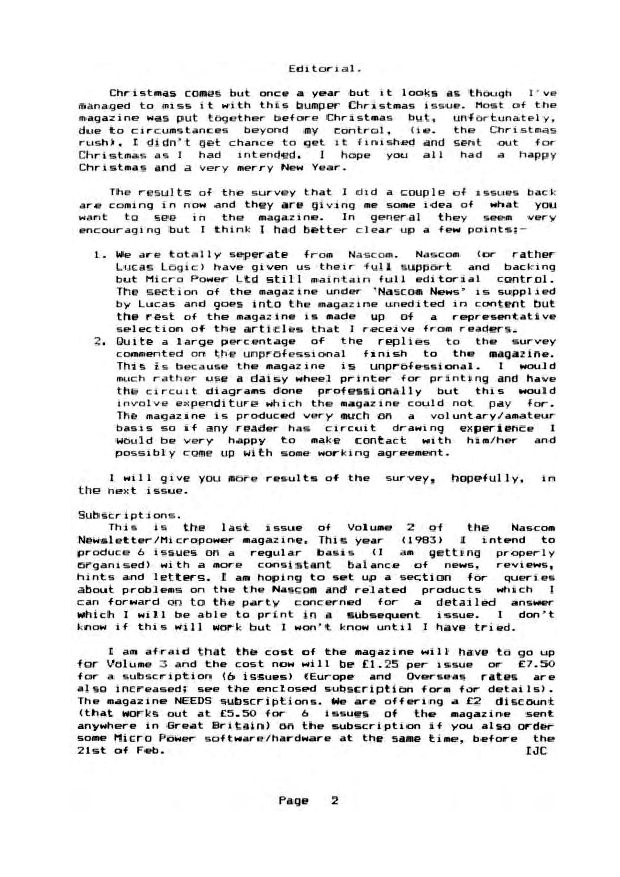 Editorial.
Christmas comes but once a year but it looks as though I've
managed to miss it with this bumper Christmas issue. Most of the
magazine was put together before Christmas but, unfortunately,
due to circumstances beyond my control, (ie. the Christmas
rush), I didn't get chance to get it finished and sent out for
Christmas as I had intended. I hope you all had a happy
Christmas and a very merry New Year.
The results of the survey that I did a couple of issues back
are coming in now and they are giving me some idea of what you
want to see in the magazine. In general they seem very
encouraging but I think I had better clear up a few points:-
1. We are totally seperate from Nascom. Nascom (or rather
Lucas Logic) have given us their full support and backing
but Micro Power Ltd still maintain full editorial control.
The section of the magazine under 'Nascom News' is supplied
by Lucas and goes into the magazine unedited in content but
the rest of the magazine is made up of a representative
selection of the articles that I receive from readers.
2. Quite a large percentage of the replies to the survey
commented on the unprofessional finish to the magazine.
This is because the magazine is unprofessional. I would
much rather use a daisy wheel printer for printing and have
the circuit diagrams done professionally but this would
involve expenditure which the magazine could not pay for.
The magazine is produced very much on a voluntary/amateur
basis so if any reader has circuit drawing experience I
would be very happy to make contact with him/her and
possibly come up with some working agreement.
I will give you more results of the survey, hopefully, in
the next issue.
Subscriptions.
This is the last issue of Volume 2 of the Nascom
Newsletter/Micropower magazine. This year (1983) I intend to
produce 6 issues on a regular basis (I am getting properly
organised) with a more consistant balance of news, reviews,
hints and letters. I am hoping to set up a section for queries
about problems on the the Nascom and related products which I
can forward on to the party concerned for a detailed answer
which I will be able to print in a subsequent issue. I don't
know if this will work but I won't know until I have tried.
I am afraid that the cost of the magazine will have to go up
for Volume 3 and the cost now will be £1.25 per issue or £7.50
for a subscription (6 issues) (Europe and Overseas rates are
also increased; see the enclosed subscription form for details).
The magazine NEEDS subscriptions. We are offering a £2 discount
(that works out at £5.50 for 6 issues of the magazine sent
anywhere in Great Britain) on the subscription if you also order
some Micro Power software/hardware at the same time, before the
21st of Feb. IJC
Page 2